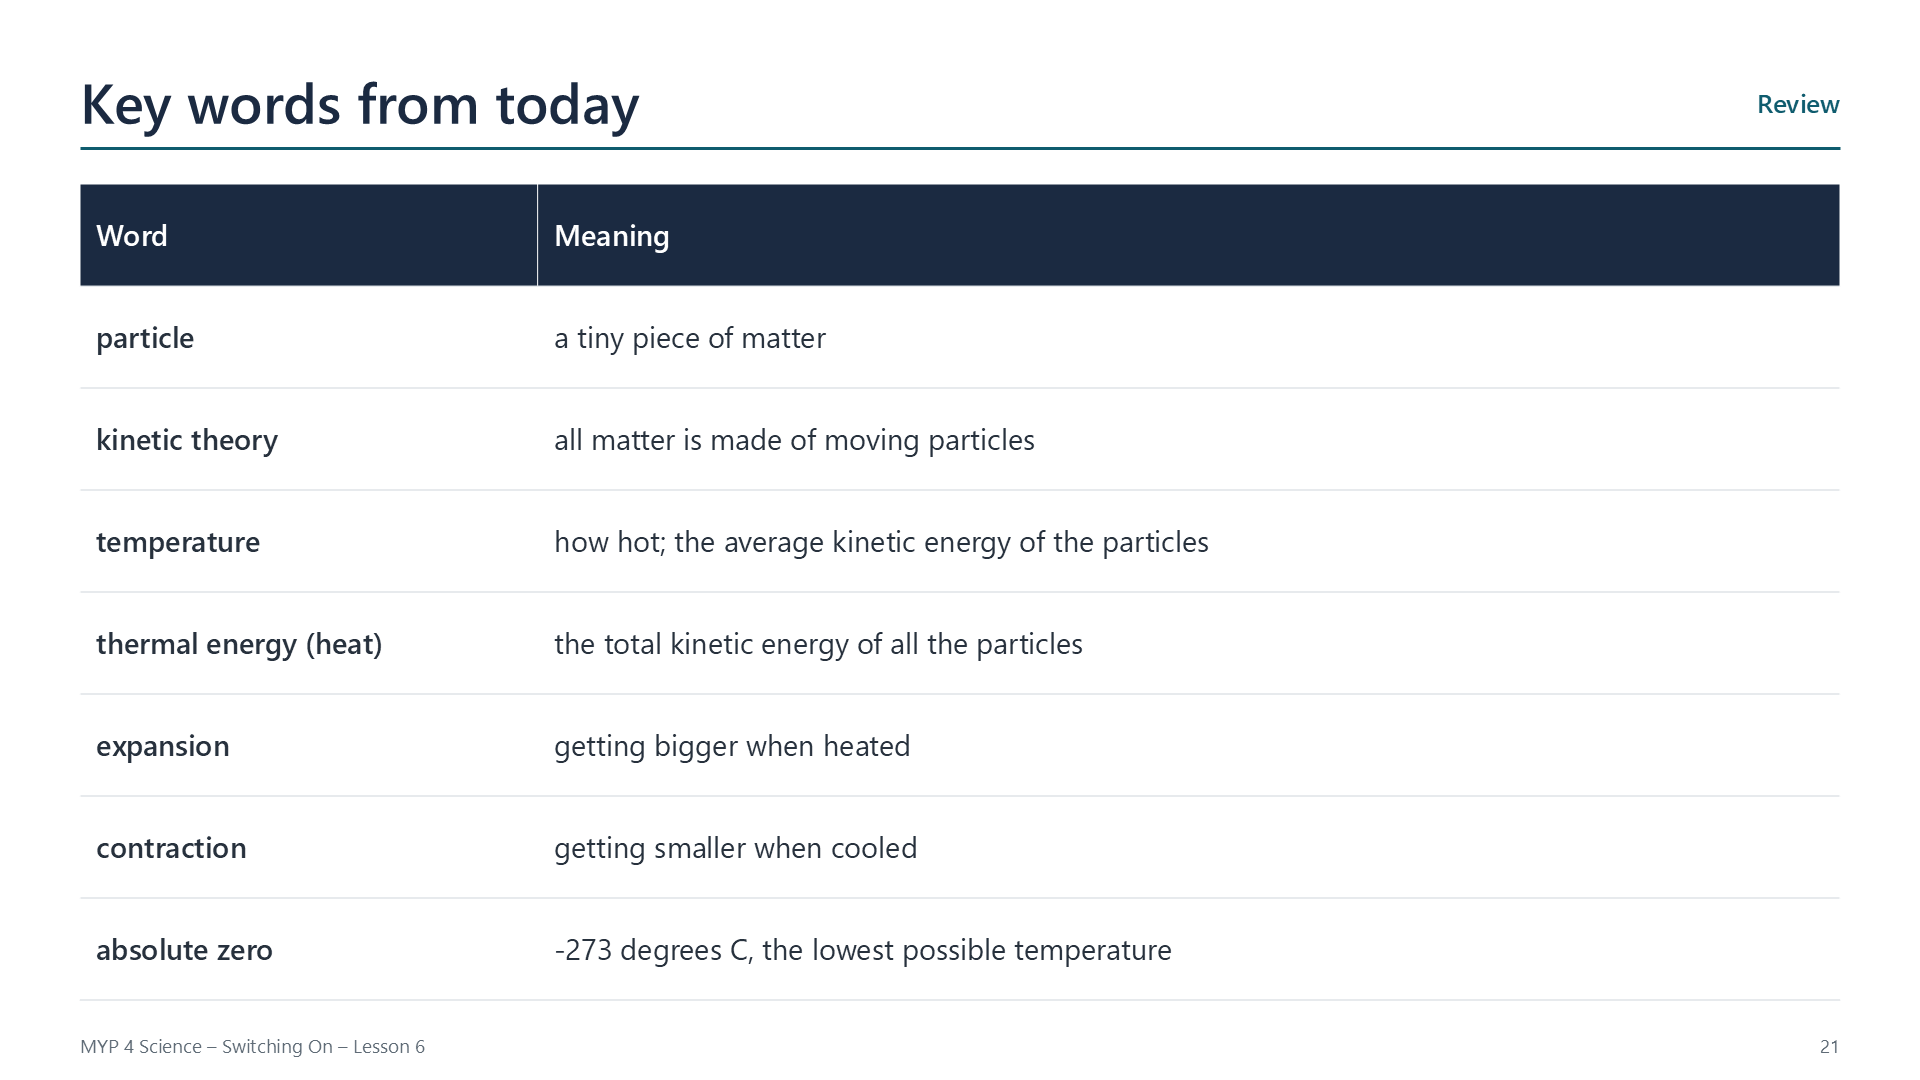 Key words from today
Review
Word
Meaning
particle
a tiny piece of matter
kinetic theory
all matter is made of moving particles
temperature
how hot; the average kinetic energy of the particles
thermal energy (heat)
the total kinetic energy of all the particles
expansion
getting bigger when heated
contraction
getting smaller when cooled
absolute zero
-273 degrees C, the lowest possible temperature
MYP 4 Science – Switching On – Lesson 6
21